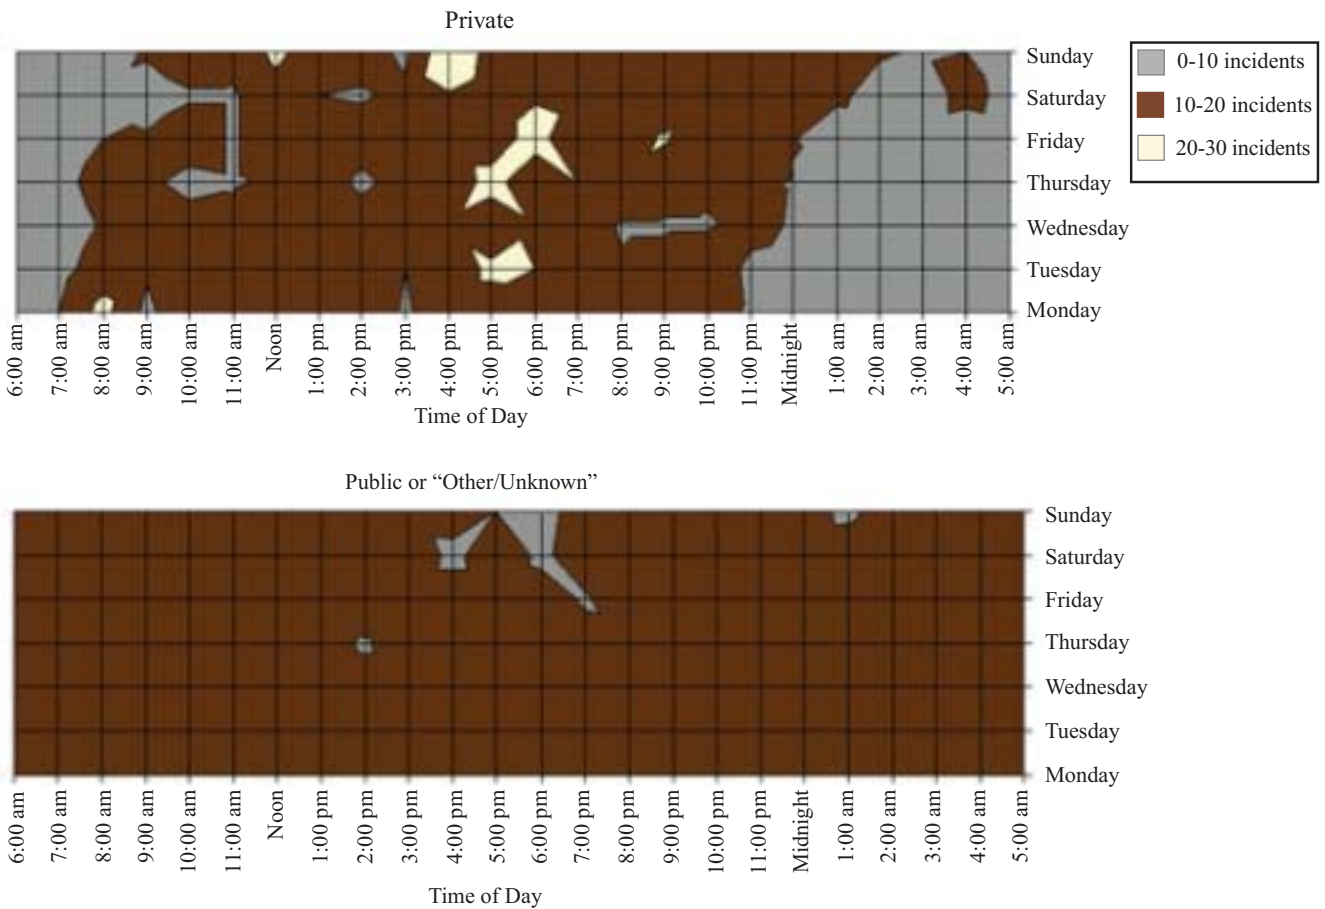 Private
Sunday
Saturday
Friday
Thursday
Wednesday
Tuesday
Monday
0-10 incidents
10-20 incidents
20-30 incidents
6:00 am
7:00 am
8:00 am
9:00 am
10:00 am
11:00 am
Noon
1:00 pm
2:00 pm
3:00 pm
4:00 pm
5:00 pm
6:00 pm
7:00 pm
8:00 pm
9:00 pm
10:00 pm
11:00 pm
Midnight
1:00 am
2:00 am
3:00 am
4:00 am
5:00 am
Time of Day
Public or “Other/Unknown”
Sunday
Saturday
Friday
Thursday
Wednesday
Tuesday
Monday
6:00 am
7:00 am
8:00 am
9:00 am
10:00 am
11:00 am
Noon
1:00 pm
2:00 pm
3:00 pm
4:00 pm
5:00 pm
6:00 pm
7:00 pm
8:00 pm
9:00 pm
10:00 pm
11:00 pm
Midnight
1:00 am
2:00 am
3:00 am
4:00 am
5:00 am
Time of Day